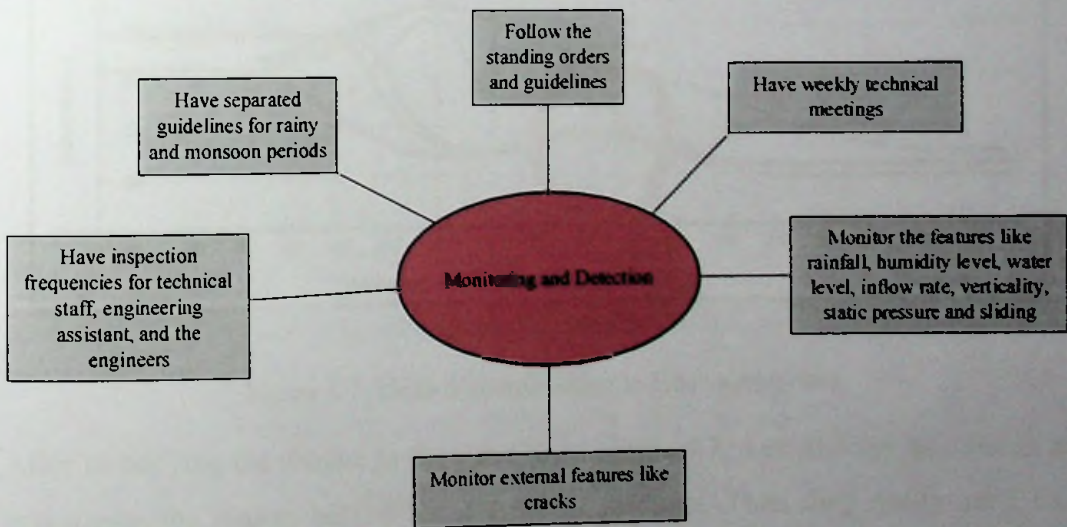 Follow the
standing orders
and guidelines
Have separated
guidelines for rainy
and monsoon periods
Have weekly technical
meetings
Have inspection
frequencies for technical
staff, engineering
assistant, and the
engineers
Monitoring and Detection
Monitor the features like
rainfall, humidity level, water
level, inflow rate, verticality,
static pressure and sliding
Monitor external features like
cracks